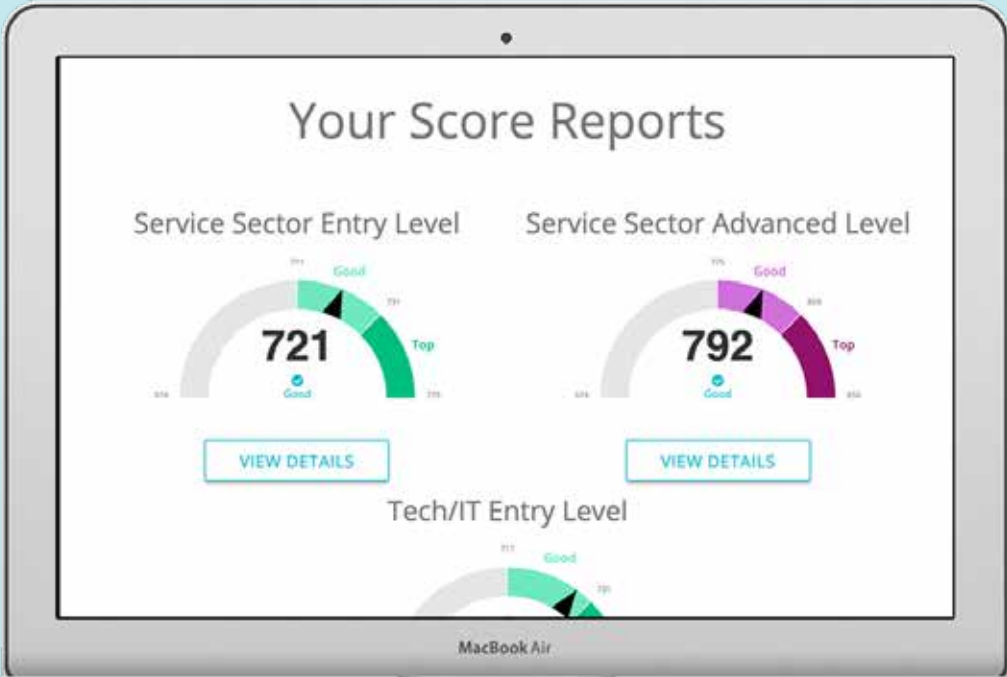 Your Score Reports
Service Sector Entry Level
Service Sector Advanced Level
Good
Good
Top
Top
721
792
Good
Good
VIEW DETAILS
VIEW DETAILS
Tech/IT Entry Level
Good
MacBook Air